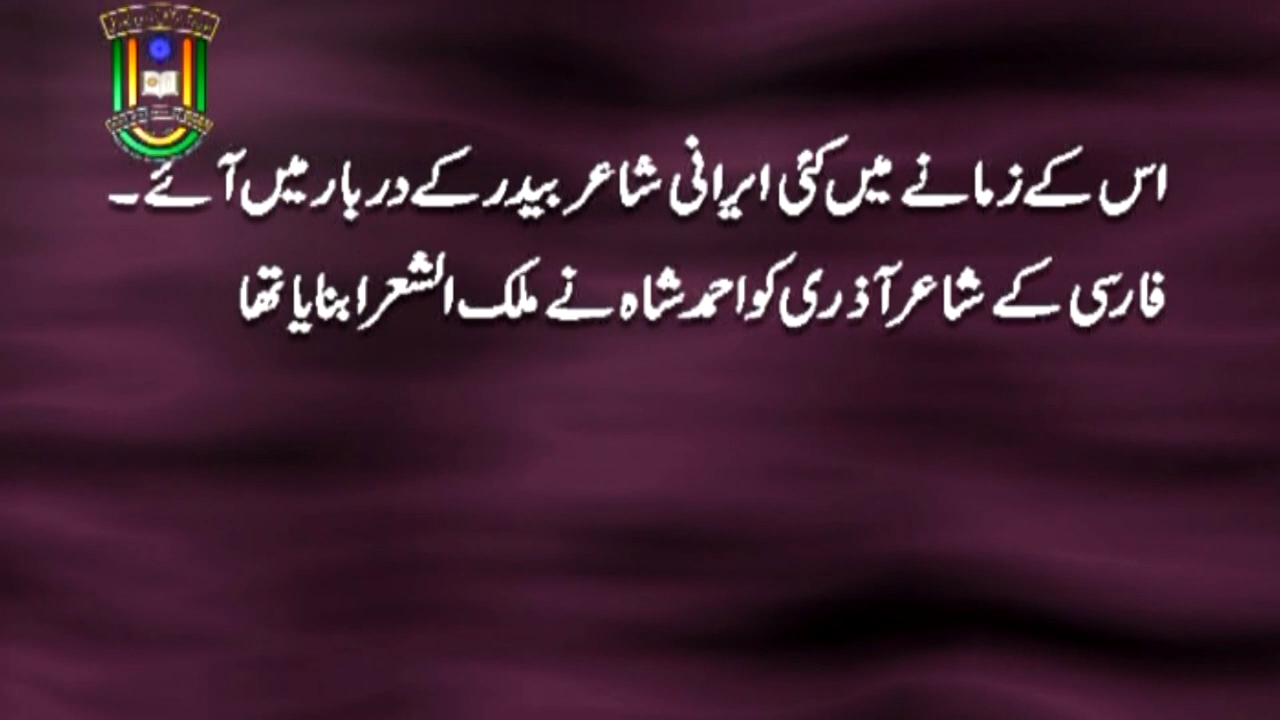 اس کے زمانے میں کئی ایرانی شاعر بیدر کے دربار میں آئے ۔
فارسی کے شاعر آذری کو احمد شاہ نے ملک الشعرا بنایا تھا